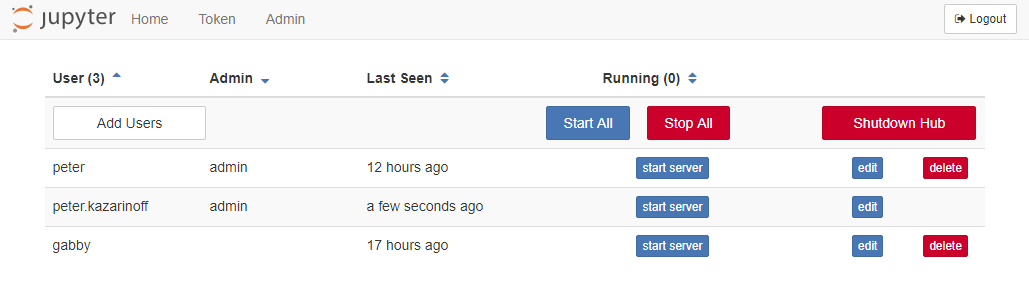 jupyter Home Token Admin Logout
User (3) Admin Last Seen Running (0)
Add Users Start All Stop All Shutdown Hub
peter admin 12 hours ago start server edit delete
peter.kazarinoff admin a few seconds ago start server edit
gabby 17 hours ago start server edit delete